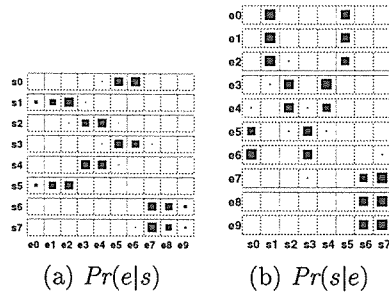 s0
s1
s2
s3
s4
s5
s6
s7
e0 e1 e2 e3 e4 e5 e6 e7 e8 e9
(a) Pr(e|s)
e0
e1
e2
e3
e4
e5
e6
e7
e8
e9
s0 s1 s2 s3 s4 s5 s6 s7
(b) Pr(s|e)